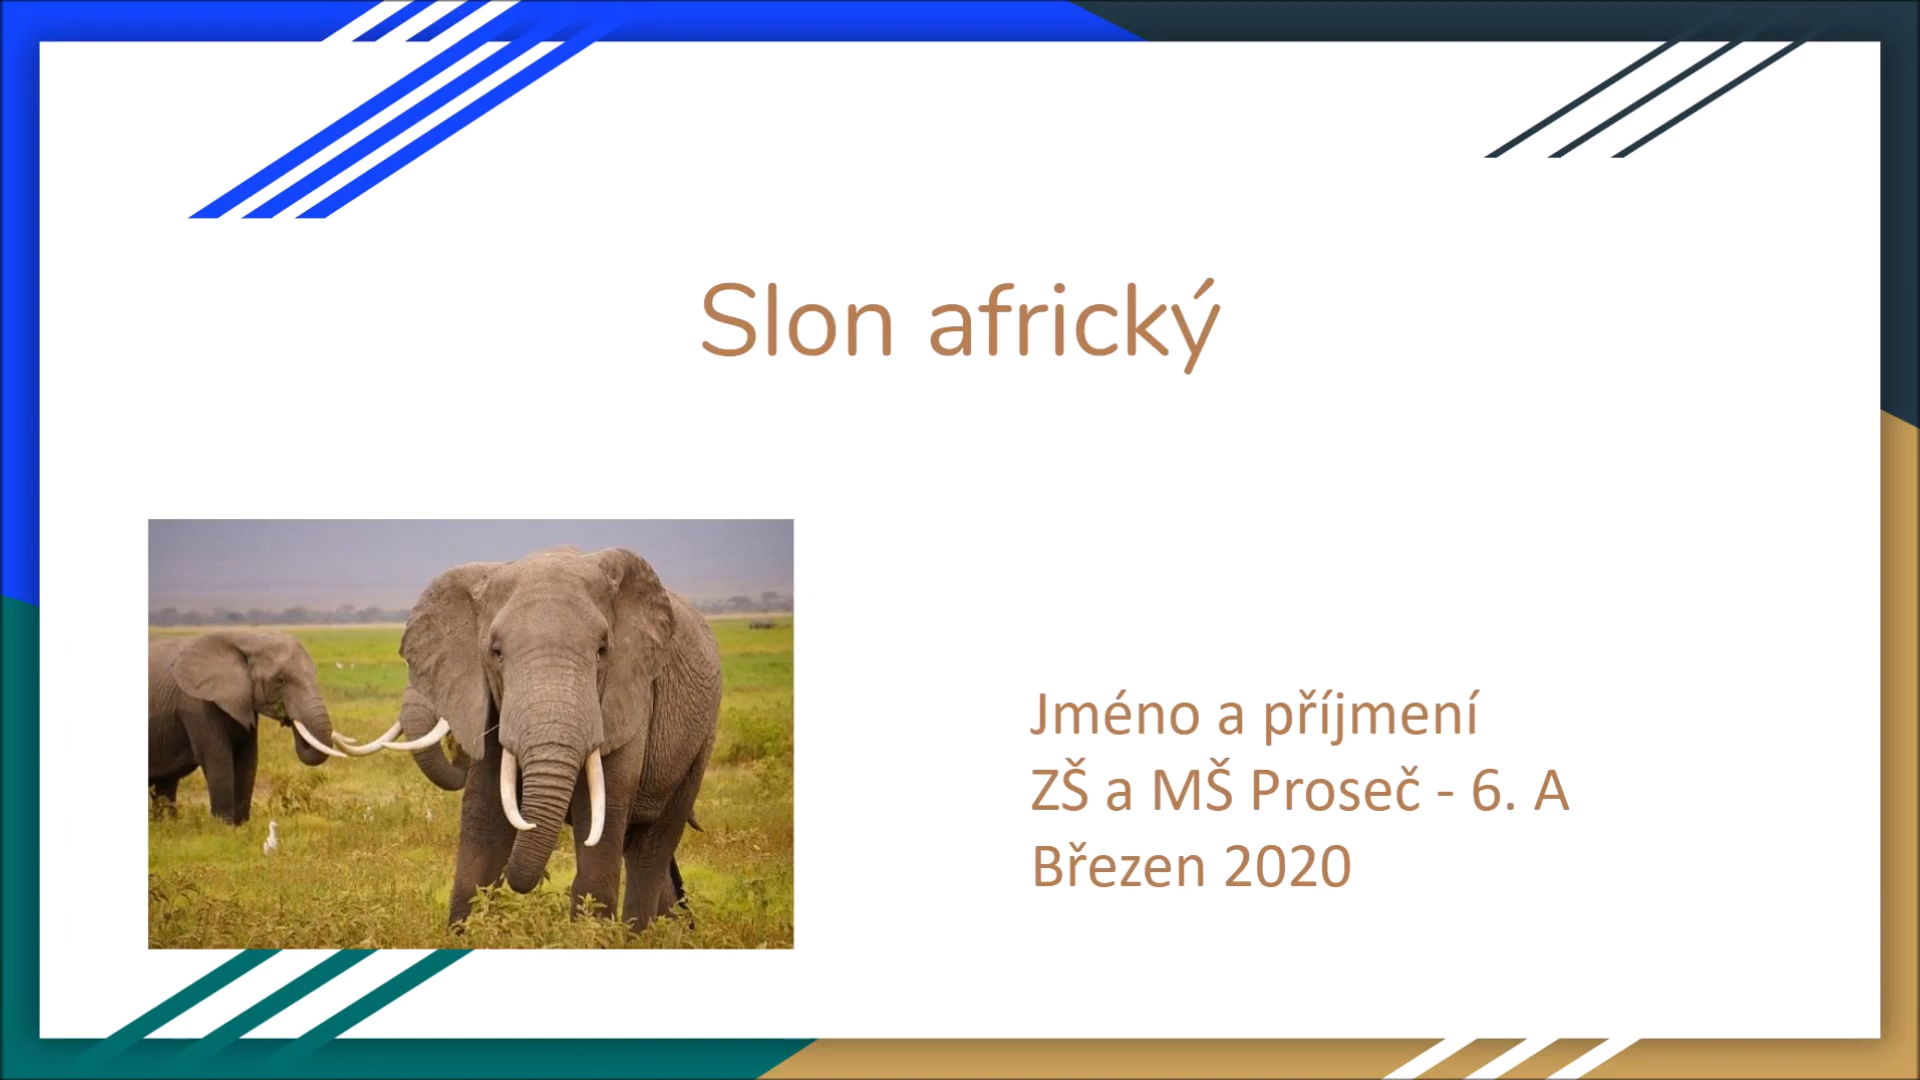 Slon africký
Jméno a příjmení
ZŠ a MŠ Proseč - 6. A
Březen 2020